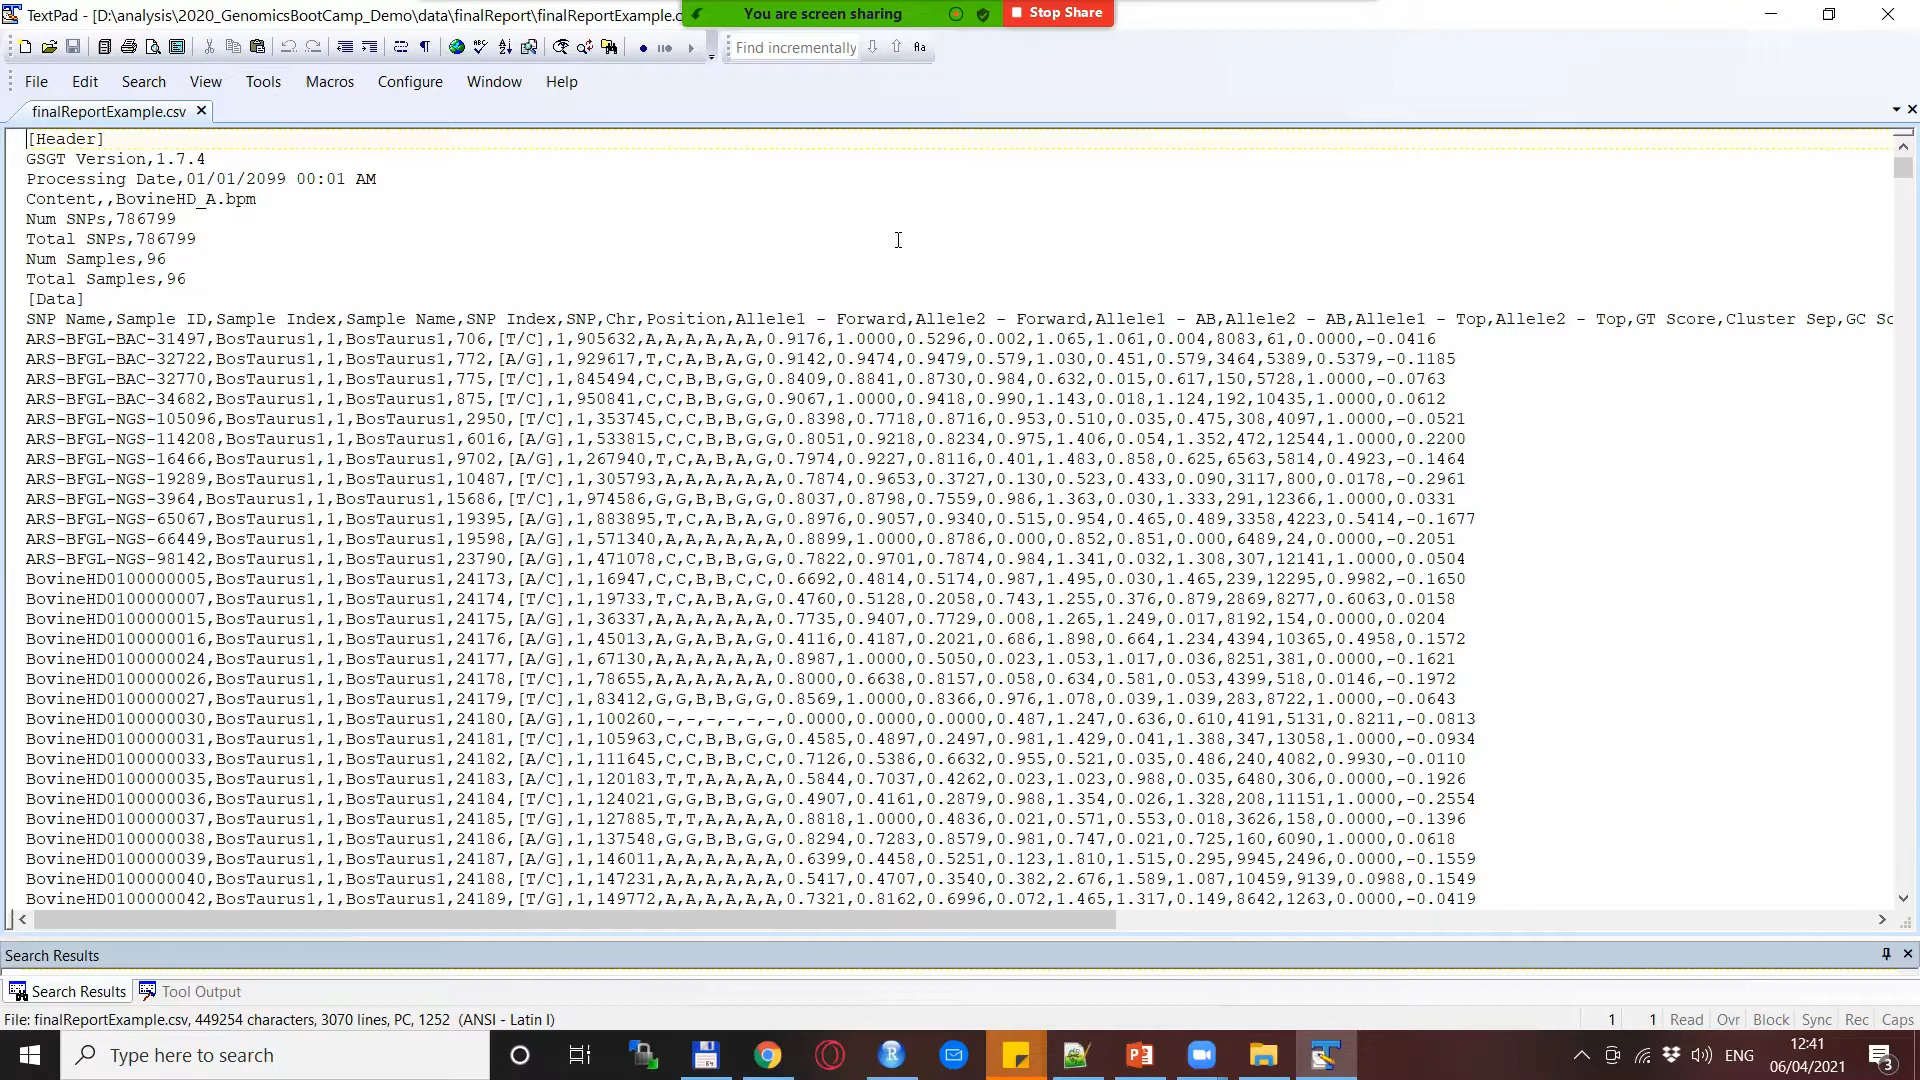 TextPad - [D:\analysis\2020_GenomicsBootCamp_Demo\data\finalReport\finalReportExample.c
You are screen sharing
Stop Share
Find incrementally
File Edit Search View Tools Macros Configure Window Help
finalReportExample.csv
[Header]
GSGT Version,1.7.4
Processing Date,01/01/2099 00:01 AM
Content,,BovineHD_A.bpm
Num SNPs,786799
Total SNPs,786799
Num Samples,96
Total Samples,96
[Data]
SNP Name,Sample ID,Sample Index,Sample Name,SNP Index,SNP,Chr,Position,Allele1 - Forward,Allele2 - Forward,Allele1 - AB,Allele2 - AB,Allele1 - Top,Allele2 - Top,GT Score,Cluster Sep,GC Sc
ARS-BFGL-BAC-31497,BosTaurus1,1,BosTaurus1,706,[T/C],1,905632,A,A,A,A,A,A,0.9176,1.0000,0.5296,0.002,1.065,1.061,0.004,8083,61,0.0000,-0.0416
ARS-BFGL-BAC-32722,BosTaurus1,1,BosTaurus1,772,[A/G],1,929617,T,C,A,B,A,G,0.9142,0.9474,0.9479,0.579,1.030,0.451,0.579,3464,5389,0.5379,-0.1185
ARS-BFGL-BAC-32770,BosTaurus1,1,BosTaurus1,775,[T/C],1,845494,C,C,B,B,G,G,0.8409,0.8841,0.8730,0.984,0.632,0.015,0.617,150,5728,1.0000,-0.0763
ARS-BFGL-BAC-34682,BosTaurus1,1,BosTaurus1,875,[T/C],1,950841,C,C,B,B,G,G,0.9067,1.0000,0.9418,0.990,1.143,0.018,1.124,192,10435,1.0000,0.0612
ARS-BFGL-NGS-105096,BosTaurus1,1,BosTaurus1,2950,[T/C],1,353745,C,C,B,B,G,G,0.8398,0.7718,0.8716,0.953,0.510,0.035,0.475,308,4097,1.0000,-0.0521
ARS-BFGL-NGS-114208,BosTaurus1,1,BosTaurus1,6016,[A/G],1,533815,C,C,B,B,G,G,0.8051,0.9218,0.8234,0.975,1.406,0.054,1.352,472,12544,1.0000,0.2200
ARS-BFGL-NGS-16466,BosTaurus1,1,BosTaurus1,9702,[A/G],1,267940,T,C,A,B,A,G,0.7974,0.9227,0.8116,0.401,1.483,0.858,0.625,6563,5814,0.4923,-0.1464
ARS-BFGL-NGS-19289,BosTaurus1,1,BosTaurus1,10487,[T/C],1,305793,A,A,A,A,A,A,0.7874,0.9653,0.3727,0.130,0.523,0.433,0.090,3117,800,0.0178,-0.2961
ARS-BFGL-NGS-3964,BosTaurus1,1,BosTaurus1,15686,[T/C],1,974586,G,G,B,B,G,G,0.8037,0.8798,0.7559,0.986,1.363,0.030,1.333,291,12366,1.0000,0.0331
ARS-BFGL-NGS-65067,BosTaurus1,1,BosTaurus1,19395,[A/G],1,883895,T,C,A,B,A,G,0.8976,0.9057,0.9340,0.515,0.954,0.465,0.489,3358,4223,0.5414,-0.1677
ARS-BFGL-NGS-66449,BosTaurus1,1,BosTaurus1,19598,[A/G],1,571340,A,A,A,A,A,A,0.8899,1.0000,0.8786,0.000,0.852,0.851,0.000,6489,24,0.0000,-0.2051
ARS-BFGL-NGS-98142,BosTaurus1,1,BosTaurus1,23790,[A/G],1,471078,C,C,B,B,G,G,0.7822,0.9701,0.7874,0.984,1.341,0.032,1.308,307,12141,1.0000,0.0504
BovineHD0100000005,BosTaurus1,1,BosTaurus1,24173,[A/C],1,16947,C,C,B,B,C,C,0.6692,0.4814,0.5174,0.987,1.495,0.030,1.465,239,12295,0.9982,-0.1650
BovineHD0100000007,BosTaurus1,1,BosTaurus1,24174,[T/C],1,19733,T,C,A,B,A,G,0.4760,0.5128,0.2058,0.743,1.255,0.376,0.879,2869,8277,0.6063,0.0158
BovineHD0100000015,BosTaurus1,1,BosTaurus1,24175,[A/G],1,36337,A,A,A,A,A,A,0.7735,0.9407,0.7729,0.008,1.265,1.249,0.017,8192,154,0.0000,0.0204
BovineHD0100000016,BosTaurus1,1,BosTaurus1,24176,[A/G],1,45013,A,G,A,B,A,G,0.4116,0.4187,0.2021,0.686,1.898,0.664,1.234,4394,10365,0.4958,0.1572
BovineHD0100000024,BosTaurus1,1,BosTaurus1,24177,[A/G],1,67130,A,A,A,A,A,A,0.8987,1.0000,0.5050,0.023,1.053,1.017,0.036,8251,381,0.0000,-0.1621
BovineHD0100000026,BosTaurus1,1,BosTaurus1,24178,[T/C],1,78655,A,A,A,A,A,A,0.8000,0.6638,0.8157,0.058,0.634,0.581,0.053,4399,518,0.0146,-0.1972
BovineHD0100000027,BosTaurus1,1,BosTaurus1,24179,[T/C],1,83412,G,G,B,B,G,G,0.8569,1.0000,0.8366,0.976,1.078,0.039,1.039,283,8722,1.0000,-0.0643
BovineHD0100000030,BosTaurus1,1,BosTaurus1,24180,[A/G],1,100260,-,-,-,-,-,-,0.0000,0.0000,0.0000,0.487,1.247,0.636,0.610,4191,5131,0.8211,-0.0813
BovineHD0100000031,BosTaurus1,1,BosTaurus1,24181,[T/C],1,105963,C,C,B,B,G,G,0.4585,0.4897,0.2497,0.981,1.429,0.041,1.388,347,13058,1.0000,-0.0934
BovineHD0100000033,BosTaurus1,1,BosTaurus1,24182,[A/C],1,111645,C,C,B,B,C,C,0.7126,0.5386,0.6632,0.955,0.521,0.035,0.486,240,4082,0.9930,-0.0110
BovineHD0100000035,BosTaurus1,1,BosTaurus1,24183,[A/C],1,120183,T,T,A,A,A,A,0.5844,0.7037,0.4262,0.023,1.023,0.988,0.035,6480,306,0.0000,-0.1926
BovineHD0100000036,BosTaurus1,1,BosTaurus1,24184,[T/C],1,124021,G,G,B,B,G,G,0.4907,0.4161,0.2879,0.988,1.354,0.026,1.328,208,11151,1.0000,-0.2554
BovineHD0100000037,BosTaurus1,1,BosTaurus1,24185,[T/G],1,127885,T,T,A,A,A,A,0.8818,1.0000,0.4836,0.021,0.571,0.553,0.018,3626,158,0.0000,-0.1396
BovineHD0100000038,BosTaurus1,1,BosTaurus1,24186,[A/G],1,137548,G,G,B,B,G,G,0.8294,0.7283,0.8579,0.981,0.747,0.021,0.725,160,6090,1.0000,0.0618
BovineHD0100000039,BosTaurus1,1,BosTaurus1,24187,[A/G],1,146011,A,A,A,A,A,A,0.6399,0.4458,0.5251,0.123,1.810,1.515,0.295,9945,2496,0.0000,-0.1559
BovineHD0100000040,BosTaurus1,1,BosTaurus1,24188,[T/C],1,147231,A,A,A,A,A,A,0.5417,0.4707,0.3540,0.382,2.676,1.589,1.087,10459,9139,0.0988,0.1549
BovineHD0100000042,BosTaurus1,1,BosTaurus1,24189,[T/G],1,149772,A,A,A,A,A,A,0.7321,0.8162,0.6996,0.072,1.465,1.317,0.149,8642,1263,0.0000,-0.0419
Search Results
Search Results Tool Output
File: finalReportExample.csv, 449254 characters, 3070 lines, PC, 1252 (ANSI - Latin I) 1 1 Read Ovr Block Sync Rec Caps
Type here to search
ENG
12:41
06/04/2021
3